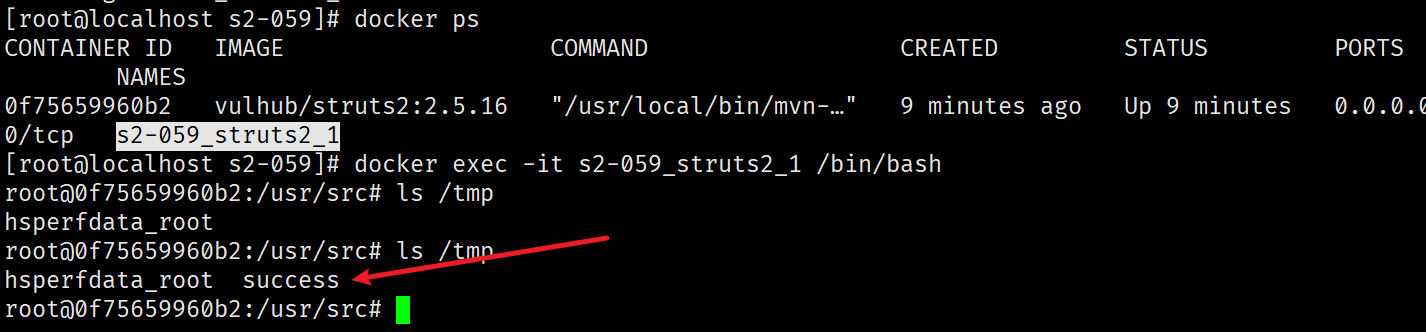 [root@localhost s2-059]# docker ps
CONTAINER ID   IMAGE                  COMMAND                 CREATED         STATUS         PORTS
        NAMES
0f75659960b2   vulhub/struts2:2.5.16   "/usr/local/bin/mvn-…"   9 minutes ago   Up 9 minutes   0.0.0.0
0/tcp   s2-059_struts2_1
[root@localhost s2-059]# docker exec -it s2-059_struts2_1 /bin/bash
root@0f75659960b2:/usr/src# ls /tmp
hsperfdata_root
root@0f75659960b2:/usr/src# ls /tmp
hsperfdata_root  success
root@0f75659960b2:/usr/src#